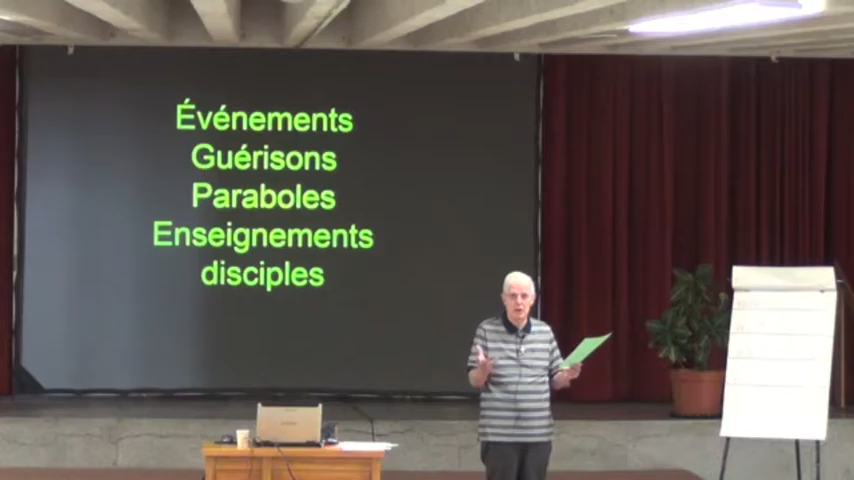 Événements
Guérisons
Paraboles
Enseignements
disciples